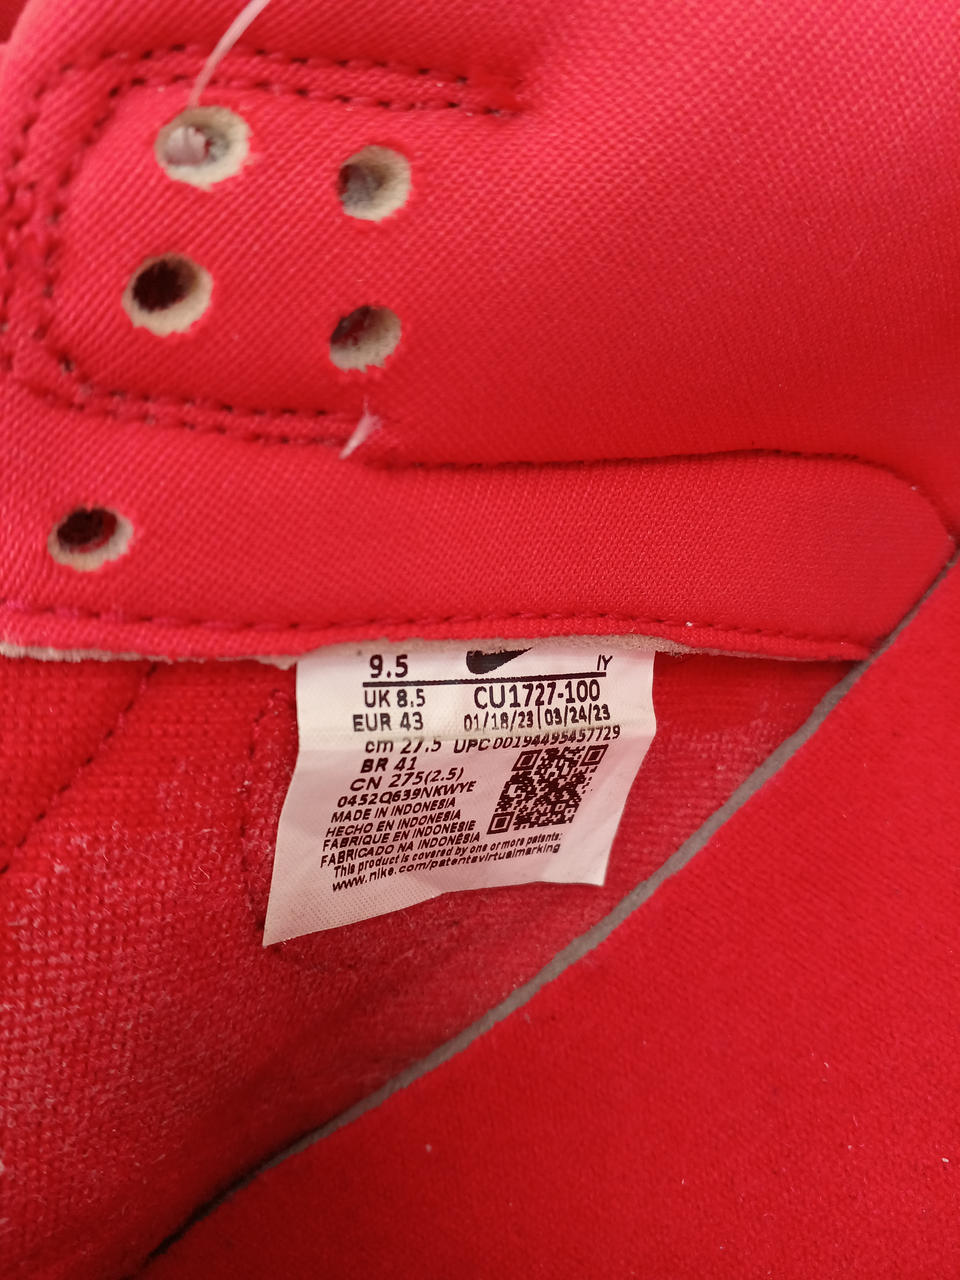 9.5 IY
UK 8.5 CU1727-100
EUR 43 01/18/23|03/24/23
cm 27.5 UPC 00194495457729
BR 41
CN 275(2.5)
0452Q639NKWYE
MADE IN INDONESIA
HECHO EN INDONESIA
FABRIQUE EN INDONESIE
FABRICADO NA INDONÉSIA
This product is covered by one or more patents:
www.nike.com/patentsvirtualmarking